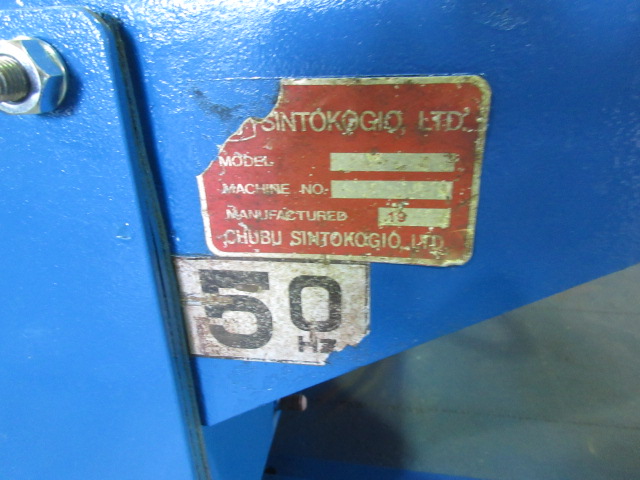 SINTOKOGIO, LTD.
MODEL
MACHINE NO.
MANUFACTURED 19
CHUBU SINTOKOGIO, LTD.
50
Hz